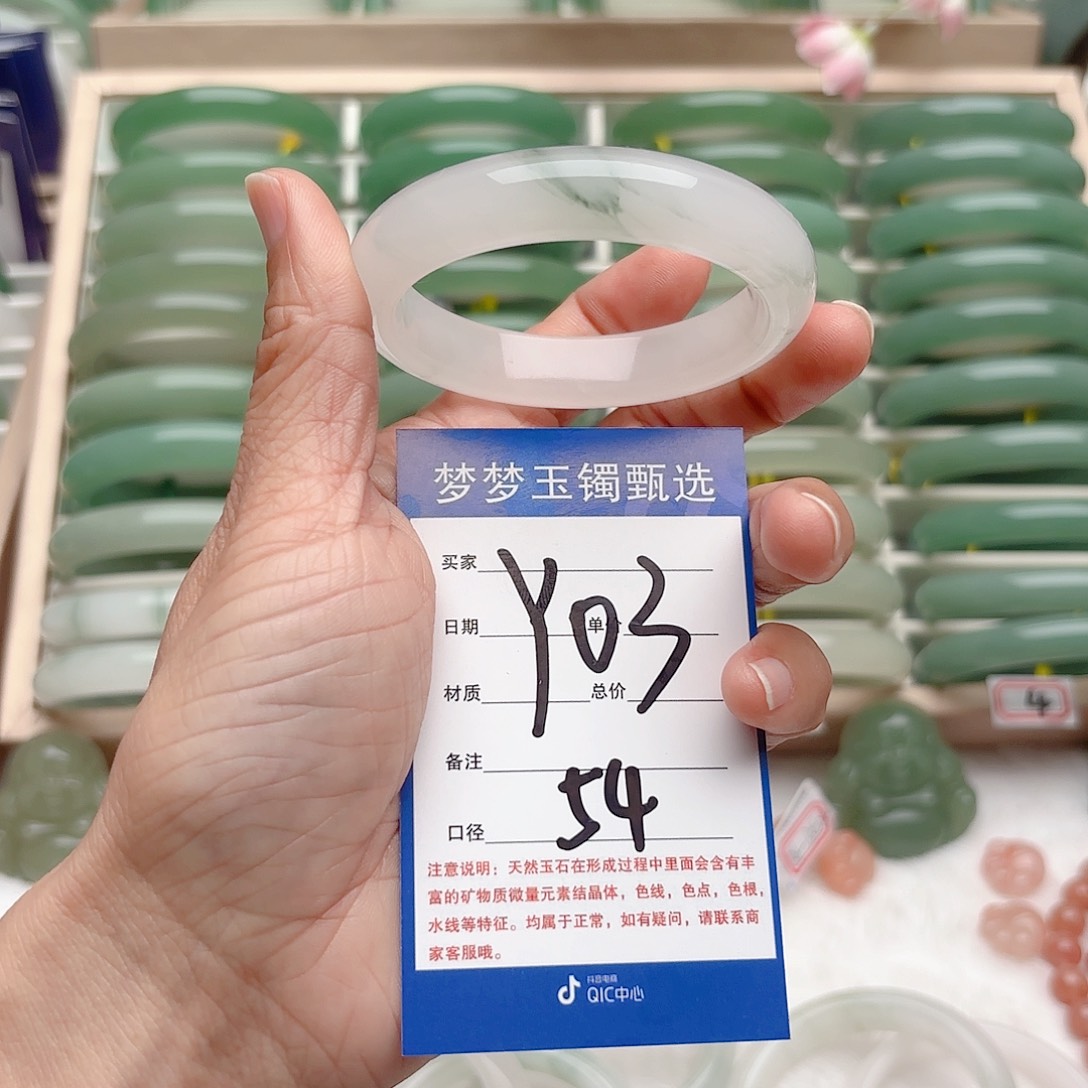 梦梦玉镯甄选
买家
Y03
日期 单价
材质 总价
备注
54
口径
注意说明：天然玉石在形成过程中里面会含有丰
富的矿物质微量元素结晶体，色线，色点，色根，
水线等特征。均属于正常，如有疑问，请联系商
家客服哦。
抖音电商
QIC中心
4